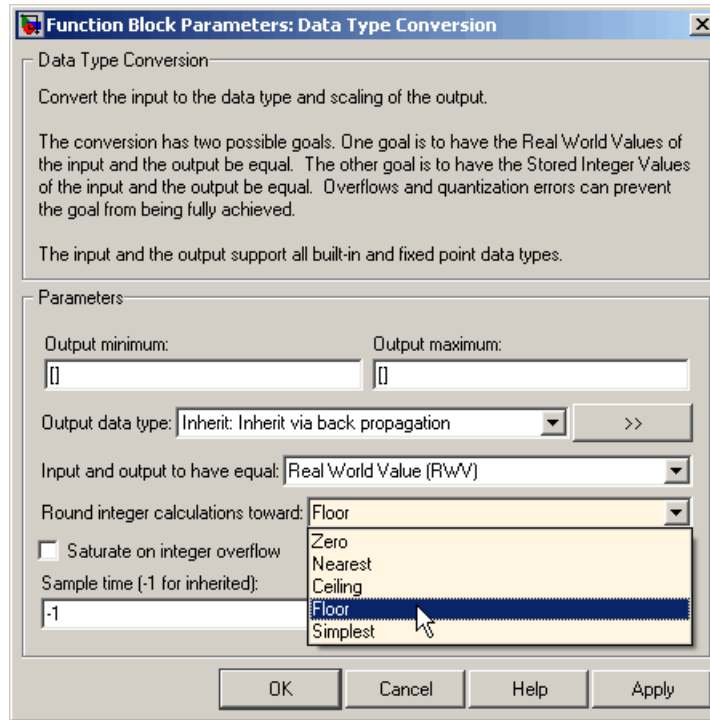 Function Block Parameters: Data Type Conversion
Data Type Conversion
Convert the input to the data type and scaling of the output.
The conversion has two possible goals. One goal is to have the Real World Values of
the input and the output be equal.  The other goal is to have the Stored Integer Values
of the input and the output be equal.  Overflows and quantization errors can prevent
the goal from being fully achieved.
The input and the output support all built-in and fixed point data types.
Parameters
Output minimum: Output maximum:
[] []
Output data type: Inherit: Inherit via back propagation >>
Input and output to have equal: Real World Value (RWV)
Round integer calculations toward: Floor
Zero
Saturate on integer overflow
Nearest
Sample time (-1 for inherited):
Ceiling
-1
Floor
Simplest
OK Cancel Help Apply